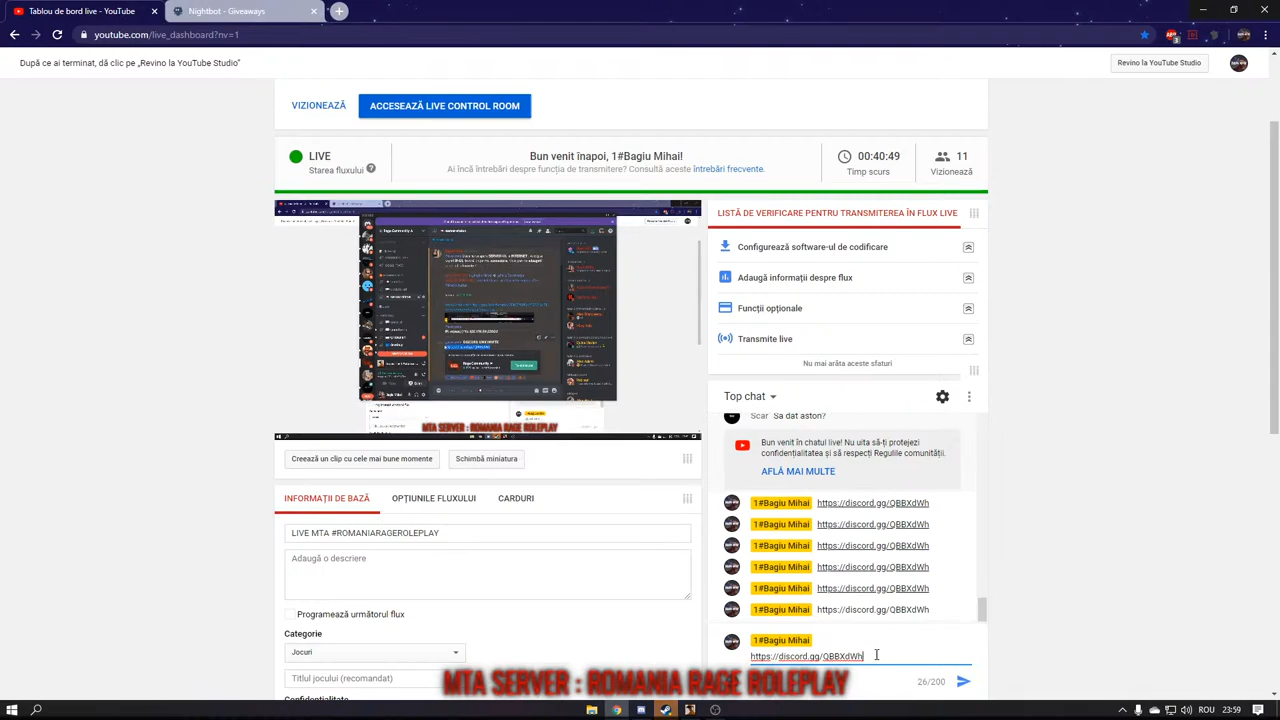 Tablou de bord live - YouTube
Nightbot - Giveaways
youtube.com/live_dashboard?nv=1
După ce ai terminat, dă clic pe „Revino la YouTube Studio”
Revino la YouTube Studio
VIZIONEAZĂ
ACCESEAZĂ LIVE CONTROL ROOM
LIVE
Starea fluxului
Bun venit înapoi, 1#Bagiu Mihai!
Ai încă întrebări despre funcția de transmitere? Consultă aceste întrebări frecvente.
00:40:49
Timp scurs
11
Vizionează
MTA SERVER : ROMANIA RAGE ROLEPLAY
Creează un clip cu cele mai bune momente
Schimbă miniatura
INFORMAȚII DE BAZĂ
OPȚIUNILE FLUXULUI
CARDURI
LIVE MTA #ROMANIARAGEROLEPLAY
Adaugă o descriere
Programează următorul flux
Categorie
Jocuri
Titlul jocului (recomandat)
Confidențialitate
LISTĂ DE VERIFICARE PENTRU TRANSMITEREA ÎN FLUX LIVE
Configurează software-ul de codificare
Adaugă informații despre flux
Funcții opționale
Transmite live
Nu mai arăta aceste sfaturi
Top chat
Scar Sa dat aston?
Bun venit în chatul live! Nu uita să-ți protejezi
confidențialitatea și să respecți Regulile comunității.
AFLĂ MAI MULTE
1#Bagiu Mihai https://discord.gg/QBBXdWh
1#Bagiu Mihai https://discord.gg/QBBXdWh
1#Bagiu Mihai https://discord.gg/QBBXdWh
1#Bagiu Mihai https://discord.gg/QBBXdWh
1#Bagiu Mihai https://discord.gg/QBBXdWh
1#Bagiu Mihai https://discord.gg/QBBXdWh
1#Bagiu Mihai
https://discord.gg/QBBXdWh
26/200
MTA SERVER : ROMANIA RAGE ROLEPLAY
ROU
23:59